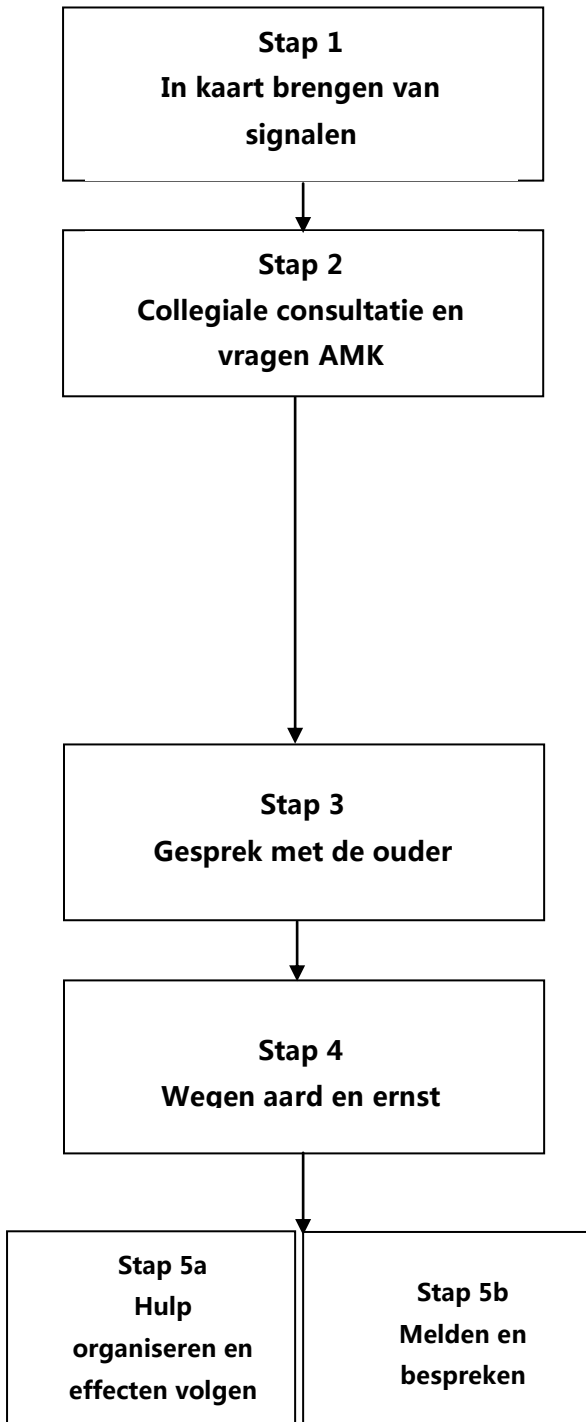 Stap 1
In kaart brengen van
signalen
Stap 2
Collegiale consultatie en
vragen AMK
Stap 3
Gesprek met de ouder
Stap 4
Wegen aard en ernst
Stap 5a
Hulp
organiseren en
effecten volgen
Stap 5b
Melden en
bespreken